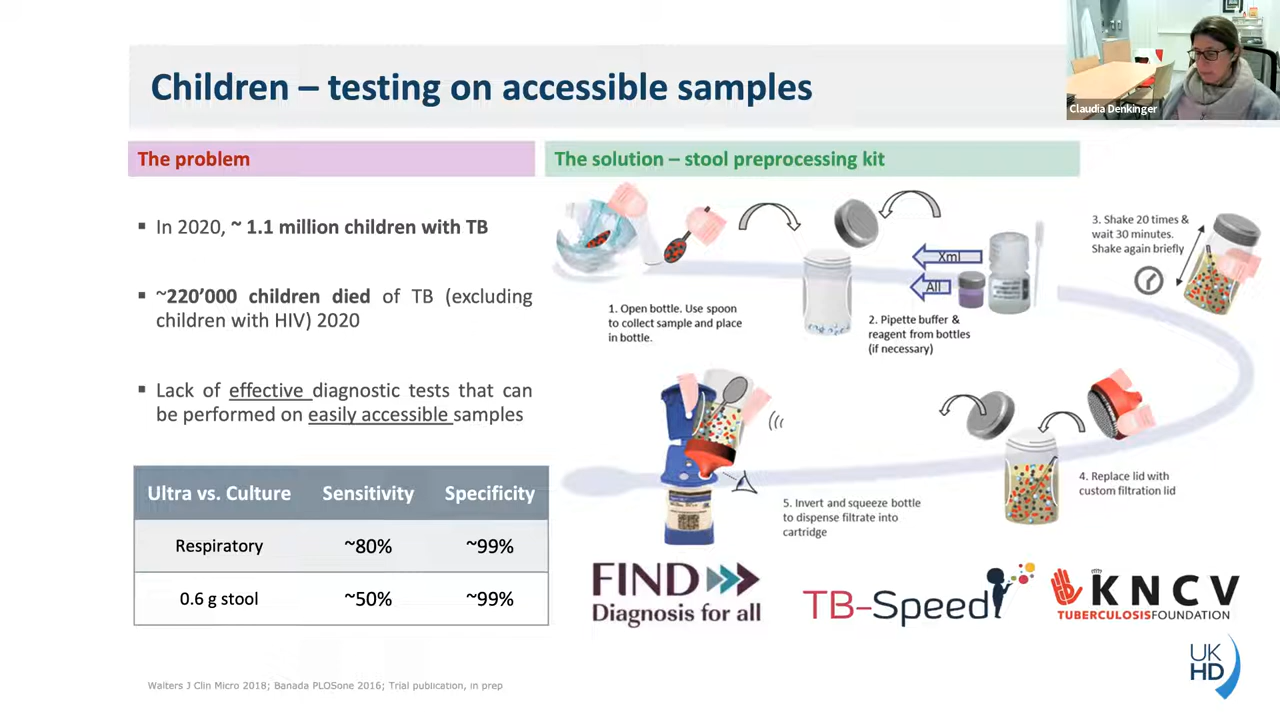 Children – testing on accessible samples
Claudia Denkinger
The problem
▪ In 2020, ~ 1.1 million children with TB
▪ ~220’000 children died of TB (excluding
children with HIV) 2020
▪ Lack of effective diagnostic tests that can
be performed on easily accessible samples
Ultra vs. Culture Sensitivity Specificity
Respiratory ~80% ~99%
0.6 g stool ~50% ~99%
The solution – stool preprocessing kit
1. Open bottle. Use spoon
to collect sample and place
in bottle.
Xml
All
2. Pipette buffer &
reagent from bottles
(if necessary)
3. Shake 20 times &
wait 30 minutes.
Shake again briefly
4. Replace lid with
custom filtration lid
5. Invert and squeeze bottle
to dispense filtrate into
cartridge
FIND
Diagnosis for all
TB-Speed
KNCV
TUBERCULOSISFOUNDATION
UK
HD
Walters J Clin Micro 2018; Banada PLOSone 2016; Trial publication, in prep